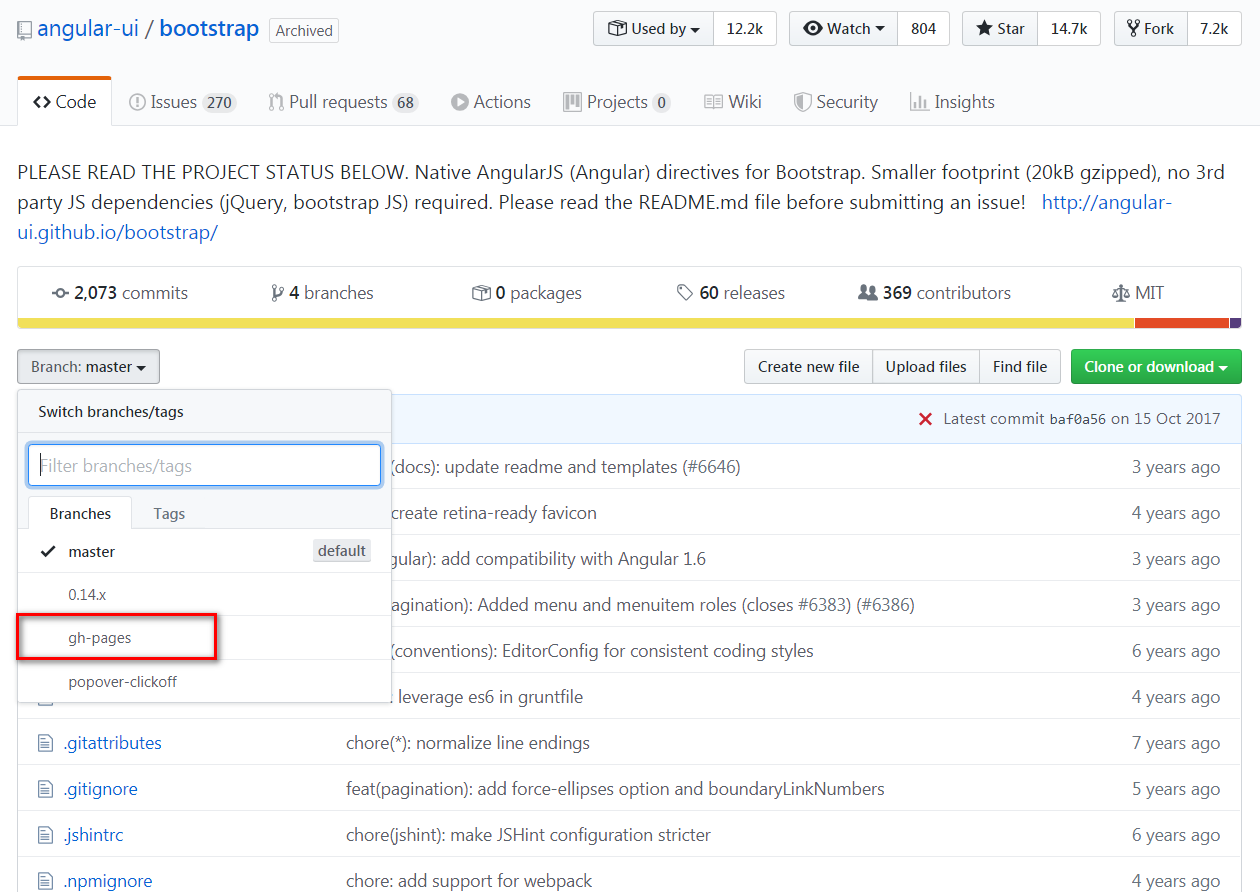 angular-ui / bootstrap Archived Used by 12.2k Watch 804 Star 14.7k Fork 7.2k
Code Issues 270 Pull requests 68 Actions Projects 0 Wiki Security Insights
PLEASE READ THE PROJECT STATUS BELOW. Native AngularJS (Angular) directives for Bootstrap. Smaller footprint (20kB gzipped), no 3rd
party JS dependencies (jQuery, bootstrap JS) required. Please read the README.md file before submitting an issue! http://angular-
ui.github.io/bootstrap/
2,073 commits 4 branches 0 packages 60 releases 369 contributors MIT
Branch: master Create new file Upload files Find file Clone or download
Switch branches/tags
Latest commit baf0a56 on 15 Oct 2017
Filter branches/tags
(docs): update readme and templates (#6646) 3 years ago
Branches Tags
create retina-ready favicon 4 years ago
master default
gular): add compatibility with Angular 1.6 3 years ago
0.14.x
agination): Added menu and menuitem roles (closes #6383) (#6386) 3 years ago
gh-pages
(conventions): EditorConfig for consistent coding styles 6 years ago
popover-clickoff
: leverage es6 in gruntfile 4 years ago
.gitattributes chore(*): normalize line endings 7 years ago
.gitignore feat(pagination): add force-ellipses option and boundaryLinkNumbers 5 years ago
.jshintrc chore(jshint): make JSHint configuration stricter 6 years ago
.npmignore chore: add support for webpack 4 years ago